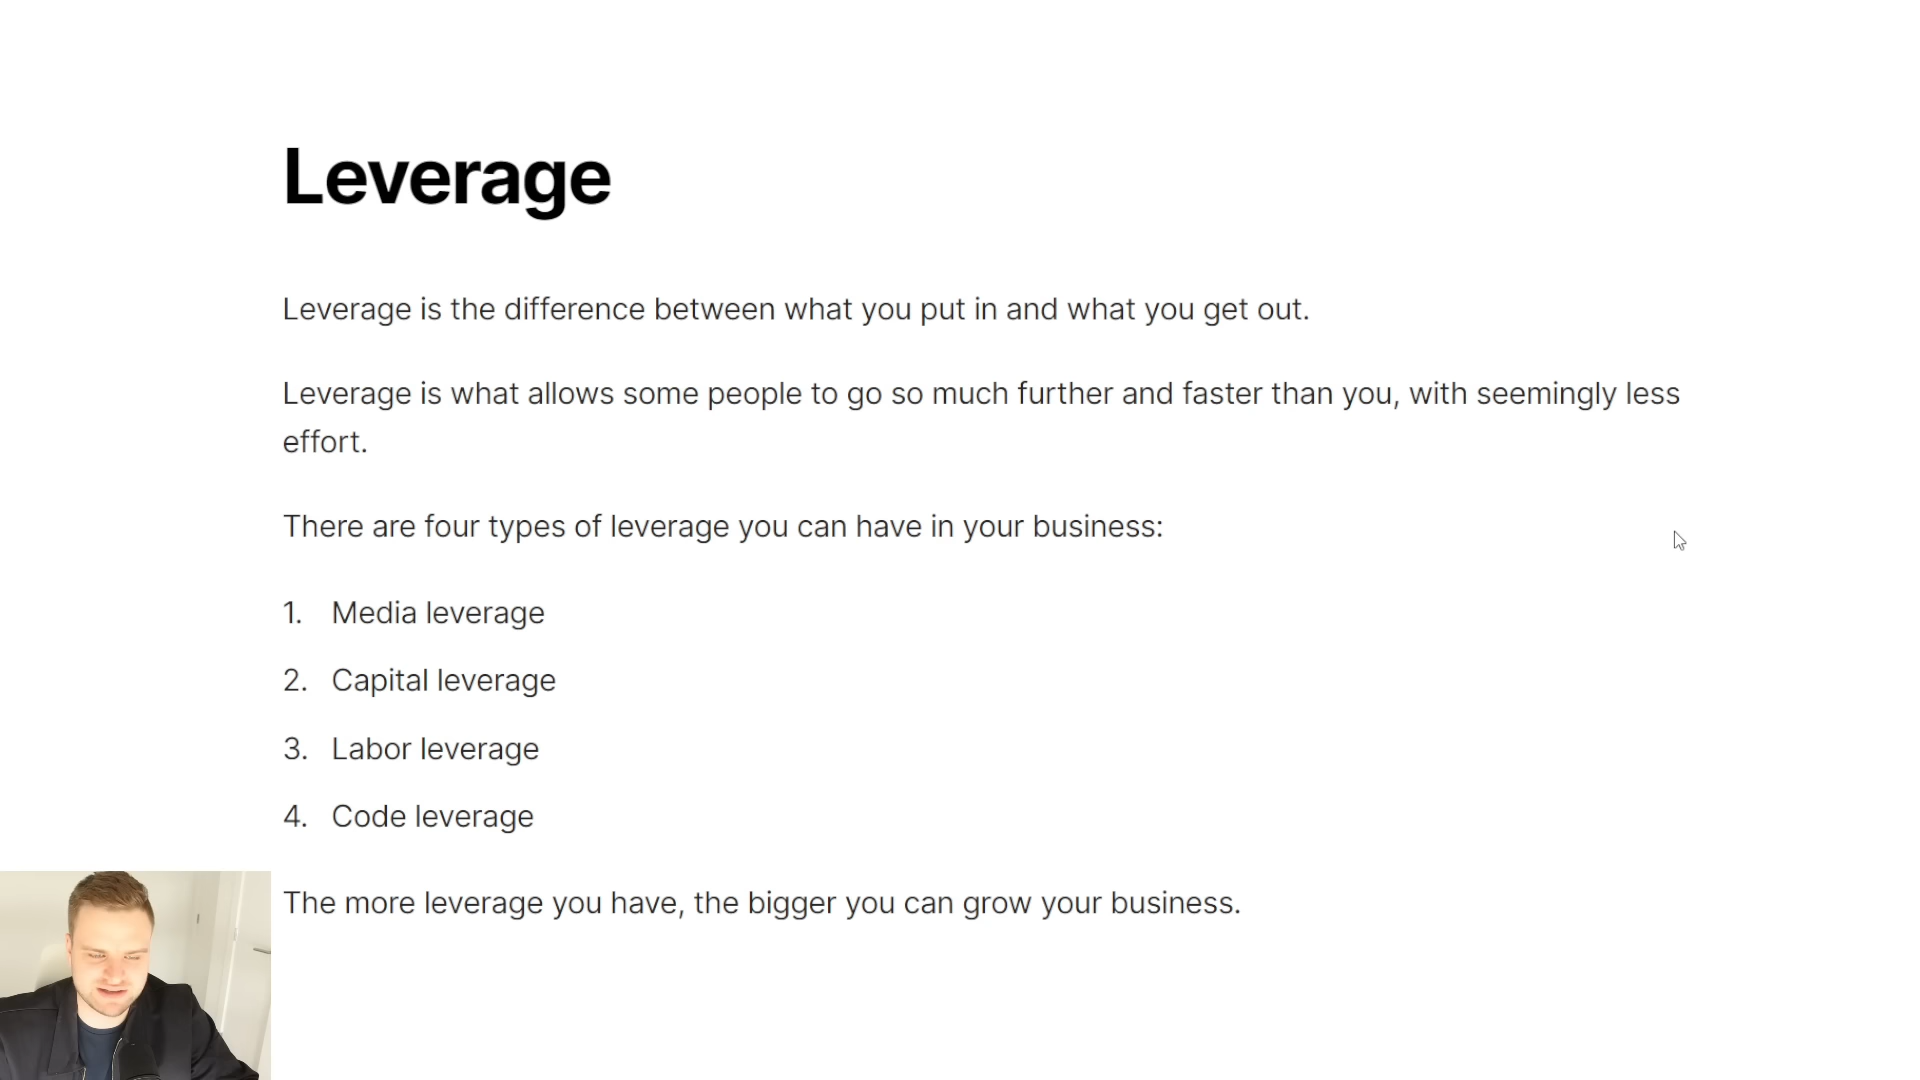 Leverage
Leverage is the difference between what you put in and what you get out.
Leverage is what allows some people to go so much further and faster than you, with seemingly less
effort.
There are four types of leverage you can have in your business:
1. Media leverage
2. Capital leverage
3. Labor leverage
4. Code leverage
The more leverage you have, the bigger you can grow your business.